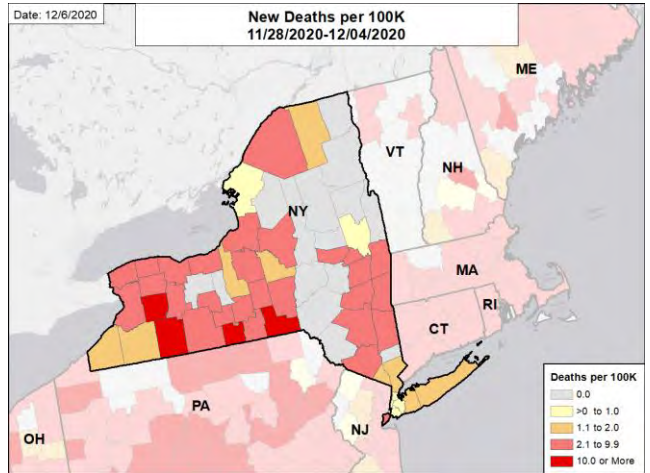 Date: 12/6/2020
New Deaths per 100K
11/28/2020-12/04/2020
ME
VT
NH
NY
MA
RI
CT
PA
NJ
OH
Deaths per 100K
0.0
>0 to 1.0
1.1 to 2.0
2.1 to 9.9
10.0 or More